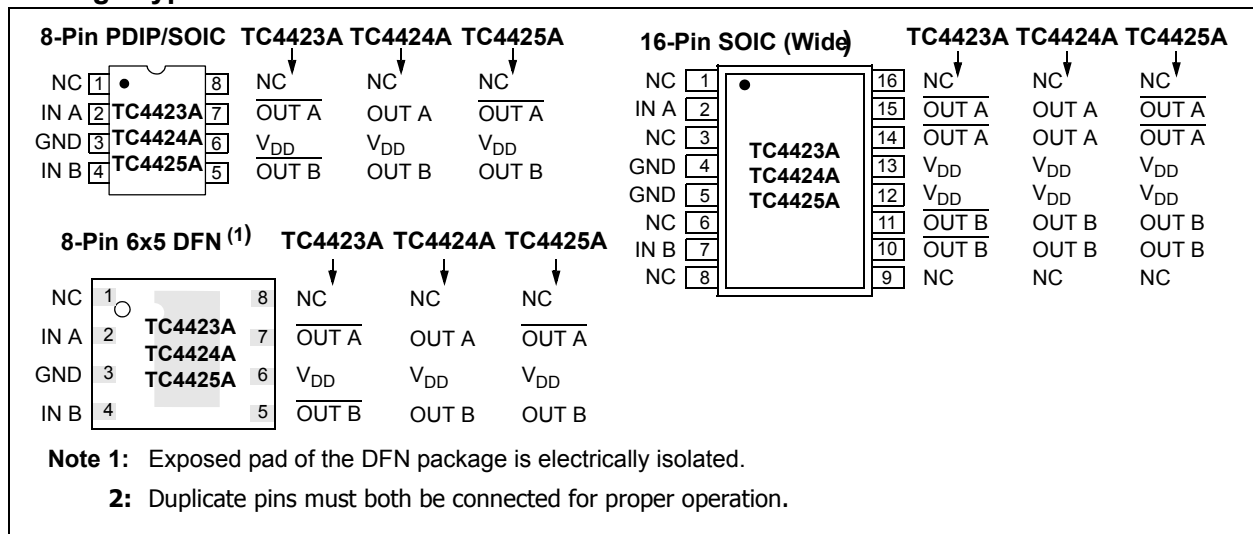 8-Pin PDIP/SOIC TC4423A TC4424A TC4425A
NC 1 8 NC NC NC
IN A 2 TC4423A 7 OUT A OUT A OUT A
GND 3 TC4424A 6 VDD VDD VDD
IN B 4 TC4425A 5 OUT B OUT B OUT B
16-Pin SOIC (Wide) TC4423A TC4424A TC4425A
NC 1 16 NC NC NC
IN A 2 15 OUT A OUT A OUT A
NC 3 14 OUT A OUT A OUT A
TC4423A
GND 4 13 VDD VDD VDD
TC4424A
GND 5 12 VDD VDD VDD
TC4425A
NC 6 11 OUT B OUT B OUT B
IN B 7 10 OUT B OUT B OUT B
NC 8 9 NC NC NC
8-Pin 6x5 DFN (1) TC4423A TC4424A TC4425A
NC 1 8 NC NC NC
IN A 2 TC4423A 7 OUT A OUT A OUT A
TC4424A
GND 3 TC4425A 6 VDD VDD VDD
IN B 4 5 OUT B OUT B OUT B
Note 1: Exposed pad of the DFN package is electrically isolated.
2: Duplicate pins must both be connected for proper operation.